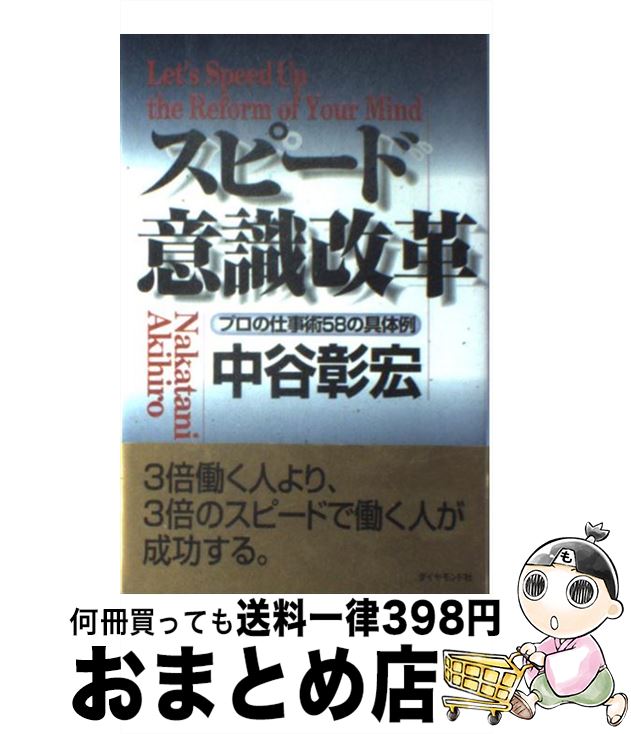 Let's Speed Up
the Reform of Your Mind
スピード
意識改革
プロの仕事術58の具体例
Nakatani
Akihiro
中谷彰宏
3倍働く人より、
3倍のスピードで働く人が
成功する。
ダイヤモンド社
も
何冊買っても送料一律398円
おまとめ店